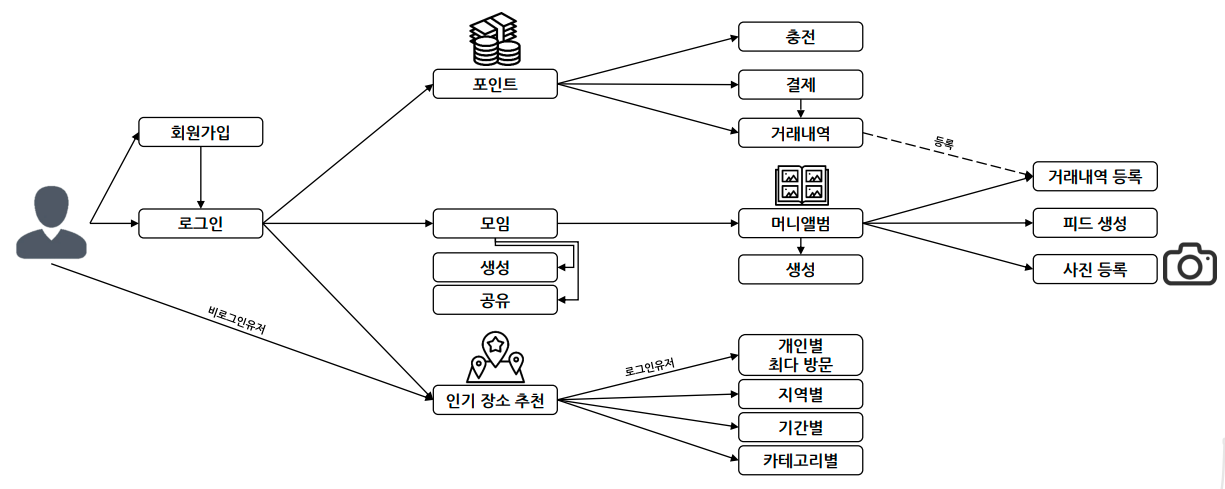 충전
포인트
결제
회원가입
거래내역
등록
거래내역 등록
로그인
모임
머니앨범
피드 생성
생성
생성
사진 등록
공유
비로그인유저
개인별
최다 방문
로그인유저
인기 장소 추천
지역별
기간별
카테고리별